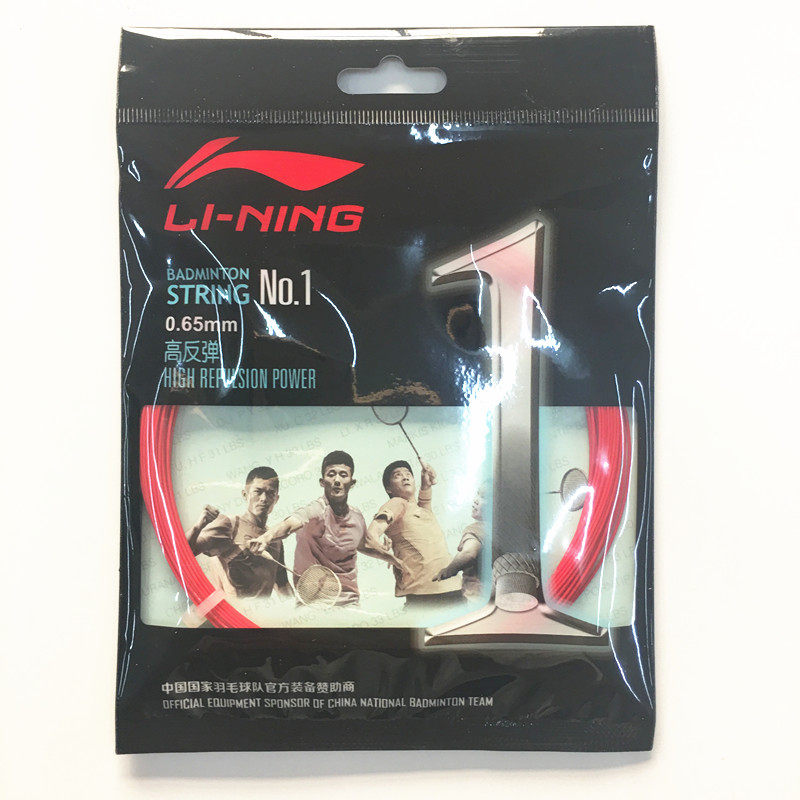 LI-NING
BADMINTON
STRING No.1
0.65mm
高反弹
HIGH REPULSION POWER
中国国家羽毛球队官方装备赞助商
OFFICIAL EQUIPMENT SPONSOR OF CHINA NATIONAL BADMINTON TEAM